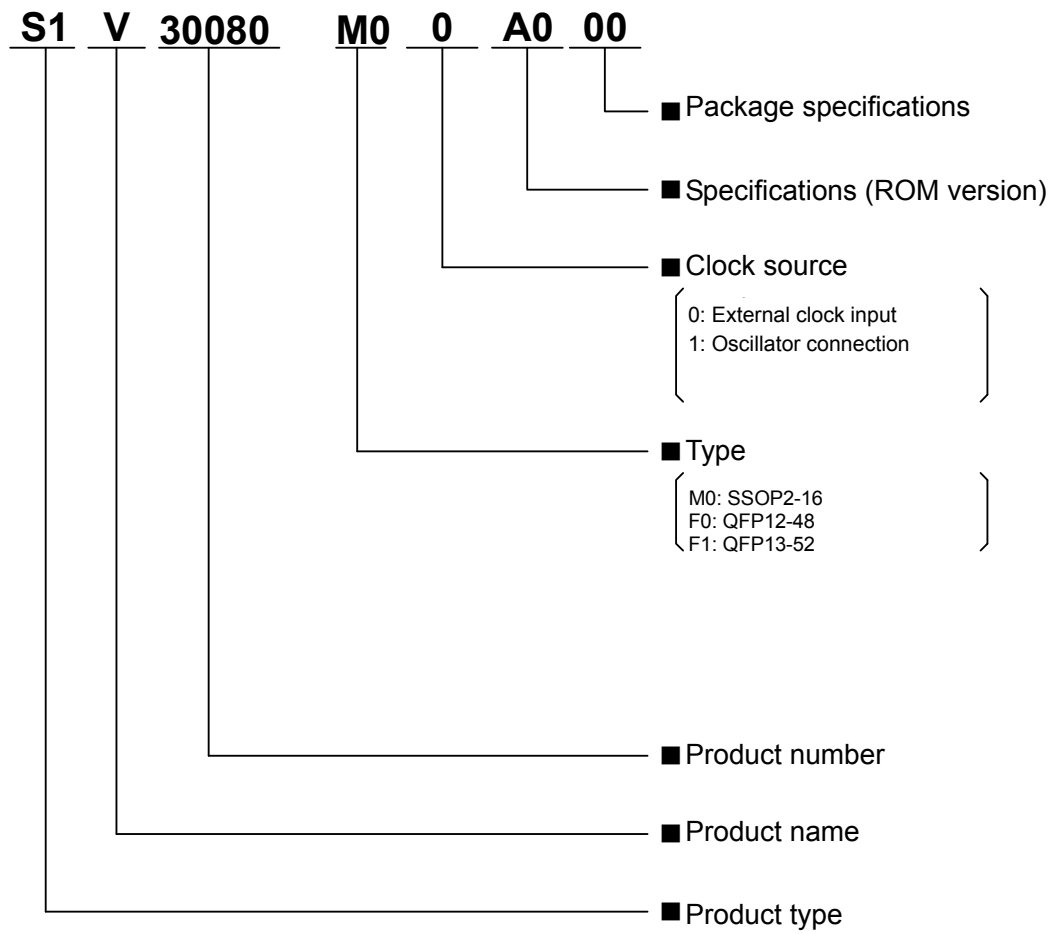 S1 V 30080 M0 0 A0 00
■ Package specifications
■ Specifications (ROM version)
■ Clock source
0: External clock input
1: Oscillator connection
■ Type
M0: SSOP2-16
F0: QFP12-48
F1: QFP13-52
■ Product number
■ Product name
■ Product type